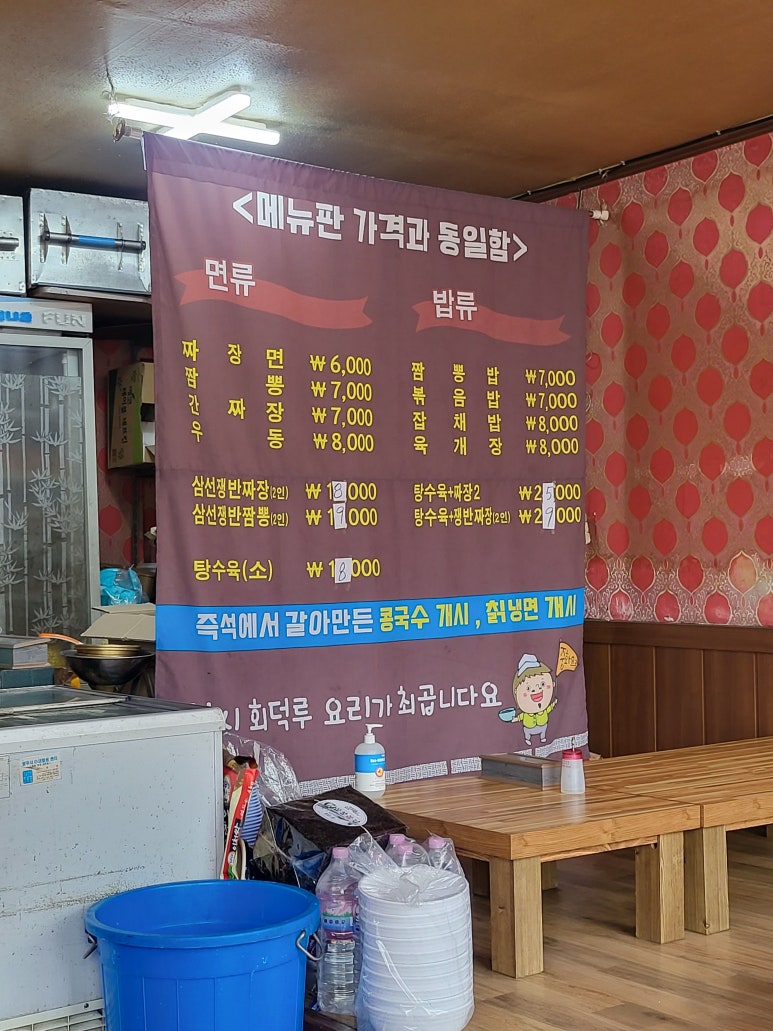 <메뉴판 가격과 동일함>
면류
짜장면 ₩6,000
짬뽕 ₩7,000
간짜장 ₩7,000
우동 ₩8,000
밥류
짬뽕밥 ₩7,000
볶음밥 ₩7,000
잡채밥 ₩8,000
육개장 ₩8,000
삼선쟁반짜장(2인) ₩18,000
삼선쟁반짬뽕(2인) ₩19,000
탕수육+짜장2 ₩25,000
탕수육+쟁반짜장(2인) ₩29,000
탕수육(소) ₩18,000
즉석에서 갈아만든 콩국수 개시, 칡냉면 개시
시 회덕루 요리가 최곱니다요
FUN